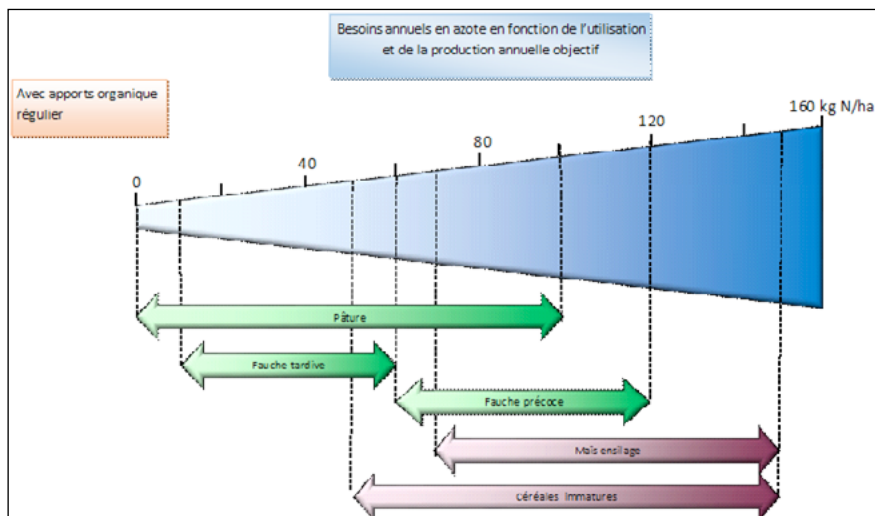 Besoins annuels en azote en fonction de l'utilisation
et de la production annuelle objectif
Avec apports organique
régulier
0
40
80
120
160 kg N/ha
Pâture
Fauche tardive
Fauche précoce
Maïs ensilage
Céréales Immatures